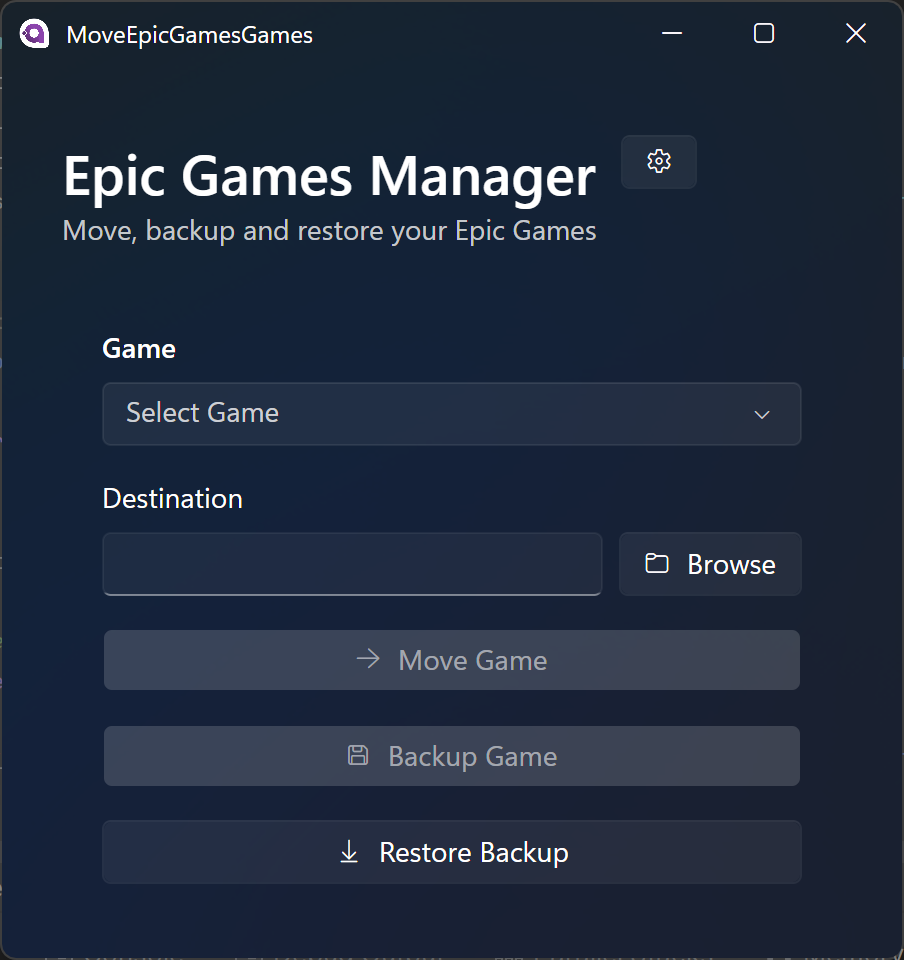 MoveEpicGamesGames
Epic Games Manager
Move, backup and restore your Epic Games
Game
Select Game
Destination
Browse
Move Game
Backup Game
Restore Backup